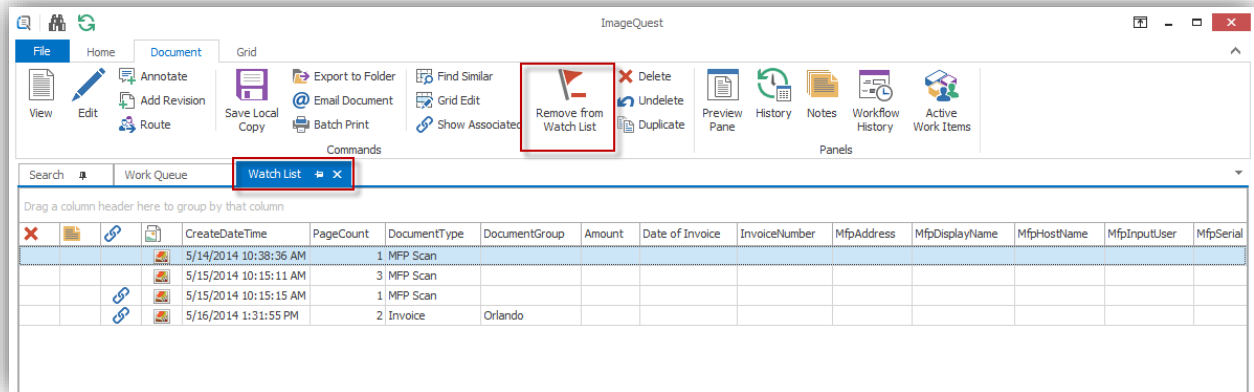 ImageQuest
File Home Document Grid
View Edit Annotate Add Revision Route Save Local Copy Export to Folder Email Document Batch Print Find Similar Grid Edit Show Associated Remove from Watch List Delete Undelete Duplicate Preview Pane History Notes Workflow History Active Work Items
Commands Panels
Search Work Queue Watch List
Drag a column header here to group by that column
CreateDateTime PageCount DocumentType DocumentGroup Amount Date of Invoice InvoiceNumber MfpAddress MfpDisplayName MfpHostName MfpInputUser MfpSerial
5/14/2014 10:38:36 AM 1 MFP Scan
5/15/2014 10:15:11 AM 3 MFP Scan
5/15/2014 10:15:15 AM 1 MFP Scan
5/16/2014 1:31:55 PM 2 Invoice Orlando